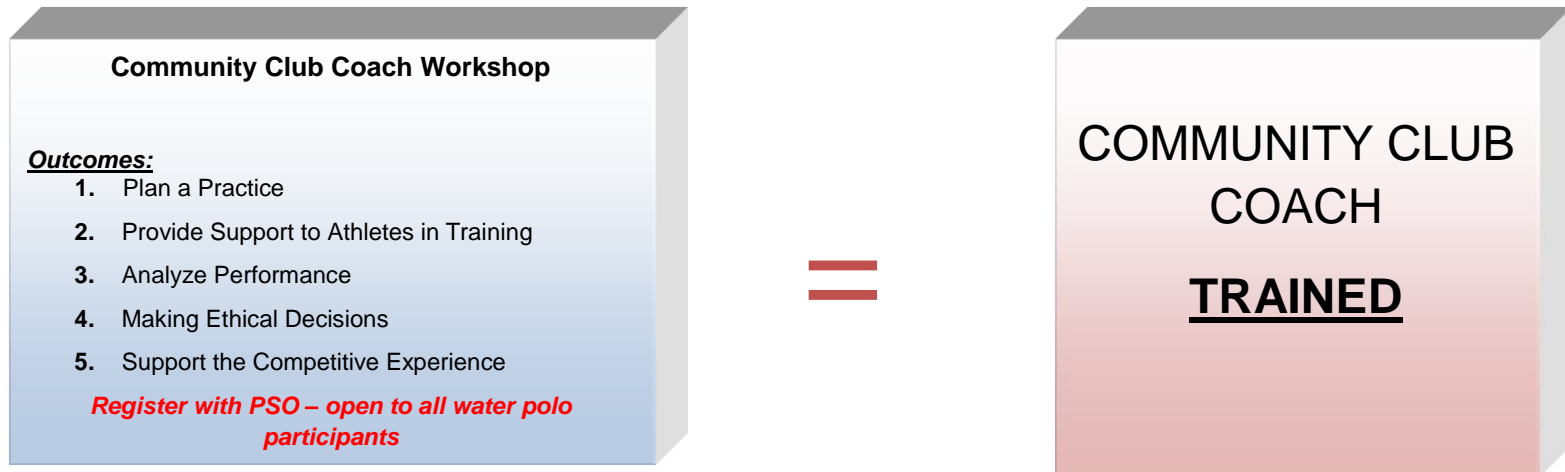 Community Club Coach Workshop
Outcomes:
1. Plan a Practice
2. Provide Support to Athletes in Training
3. Analyze Performance
4. Making Ethical Decisions
5. Support the Competitive Experience
Register with PSO – open to all water polo
participants
=
COMMUNITY CLUB
COACH
TRAINED